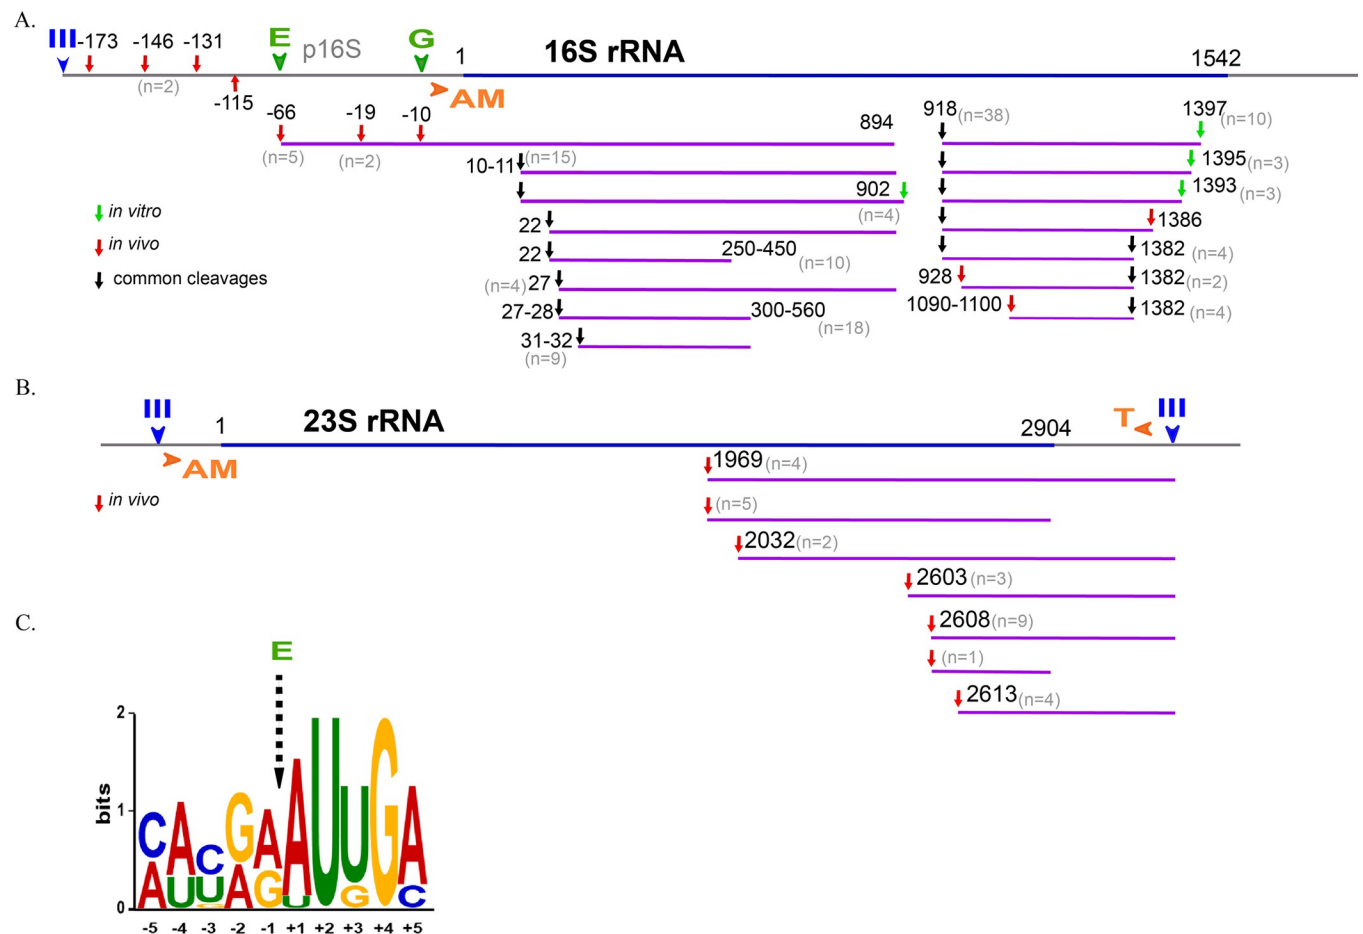 A.
III -173 -146 -131 E p16S G 1 16S rRNA 1542
(n=2) -115 AM
-66 -19 -10 894 918 (n=38) 1397 (n=10)
(n=5) (n=2)
10-11 (n=15) 1395 (n=3)
902 (n=4) 1393 (n=3)
in vitro
22 1386
in vivo
22 250-450 (n=10) 1382 (n=4)
common cleavages
(n=4) 27 928 1382 (n=2)
27-28 300-560 (n=18) 1090-1100 1382 (n=4)
31-32 (n=9)
B.
III 1 23S rRNA 2904 T III
AM
1969 (n=4)
in vivo
(n=5)
2032 (n=2)
2603 (n=3)
2608 (n=9)
(n=1)
2613 (n=4)
C.
E
2
bits
1
0
C A C G A A U U G A
A U U A G U G C
-5 -4 -3 -2 -1 +1 +2 +3 +4 +5